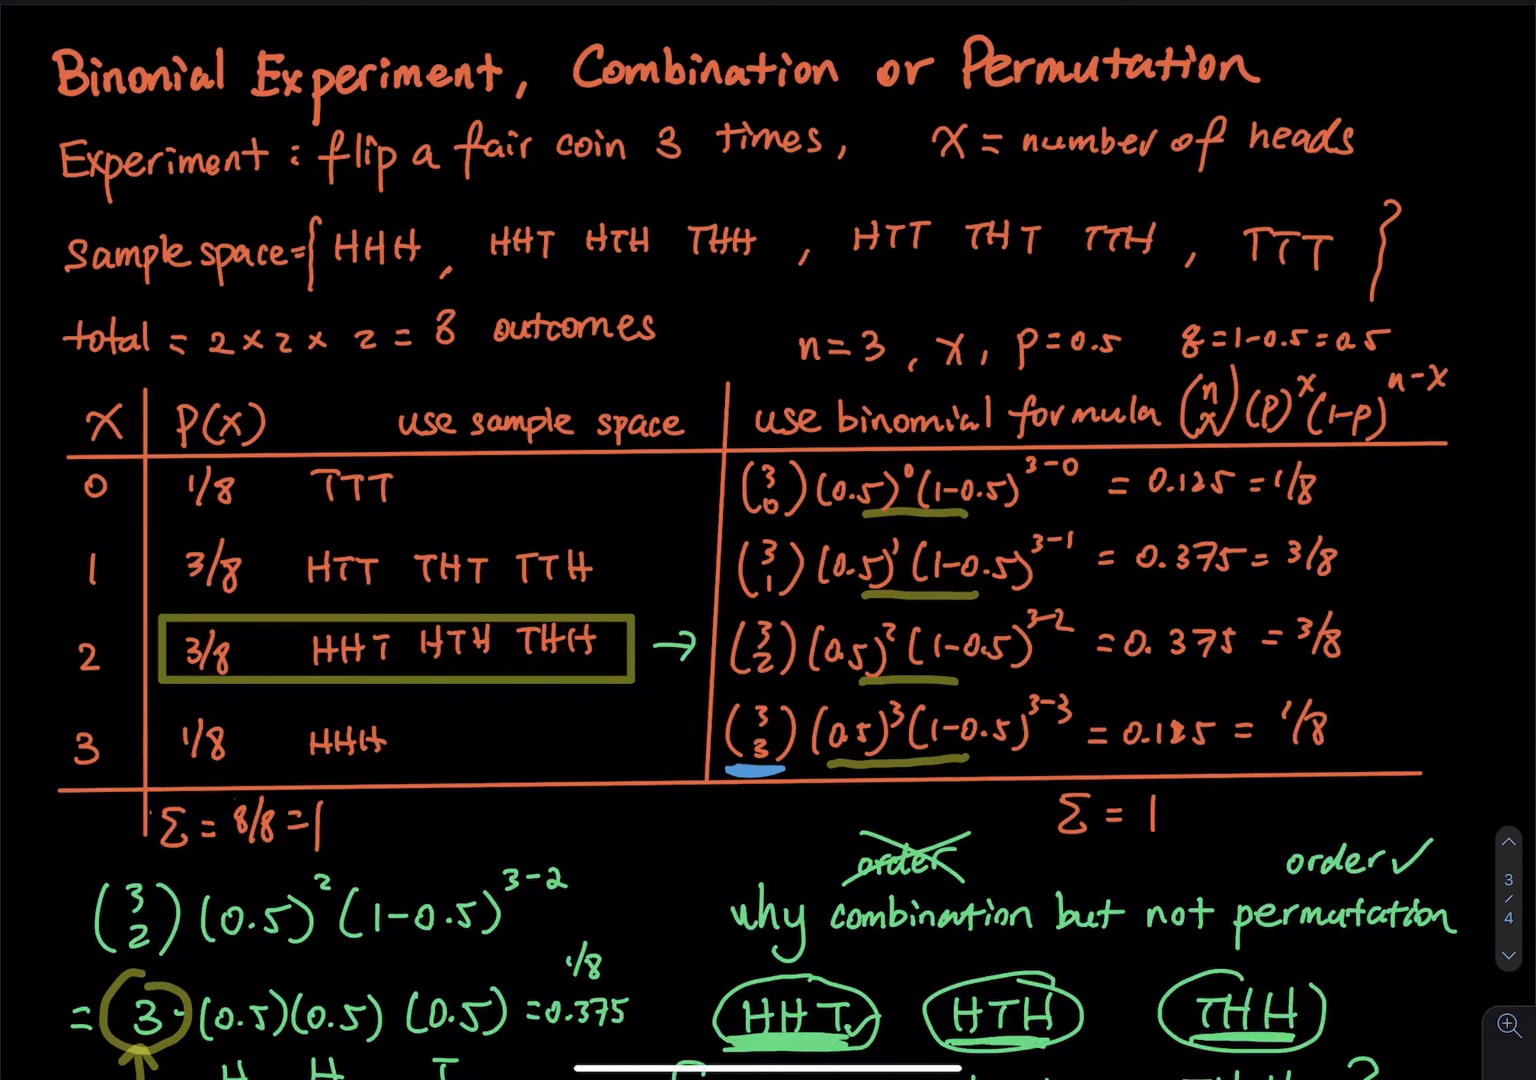 Binonial Experiment, Combination or Permutation
Experiment : flip a fair coin 3 times, X = number of heads
Sample space = { HHH, HHT HTH THH, HTT THT TTH, TTT }
total = 2 × 2 × 2 = 8 outcomes
n = 3, X, p = 0.5 q = 1-0.5 = 0.5
X P(X) use sample space use binomial formula (n x) (p)^x (1-p)^n-x
0 1/8 TTT (3 0) (0.5)^0 (1-0.5)^3-0 = 0.125 = 1/8
1 3/8 HTT THT TTH (3 1) (0.5)^1 (1-0.5)^3-1 = 0.375 = 3/8
2 3/8 HHT HTH THH → (3 2) (0.5)^2 (1-0.5)^3-2 = 0.375 = 3/8
3 1/8 HHH (3 3) (0.5)^3 (1-0.5)^3-3 = 0.125 = 1/8
Σ = 8/8 = 1 Σ = 1
order order ✓
(3 2) (0.5)^2 (1-0.5)^3-2 why combination but not permutation
1/8
= 3 · (0.5)(0.5) (0.5) = 0.375 HHT HTH THH
H H T
3
/
4